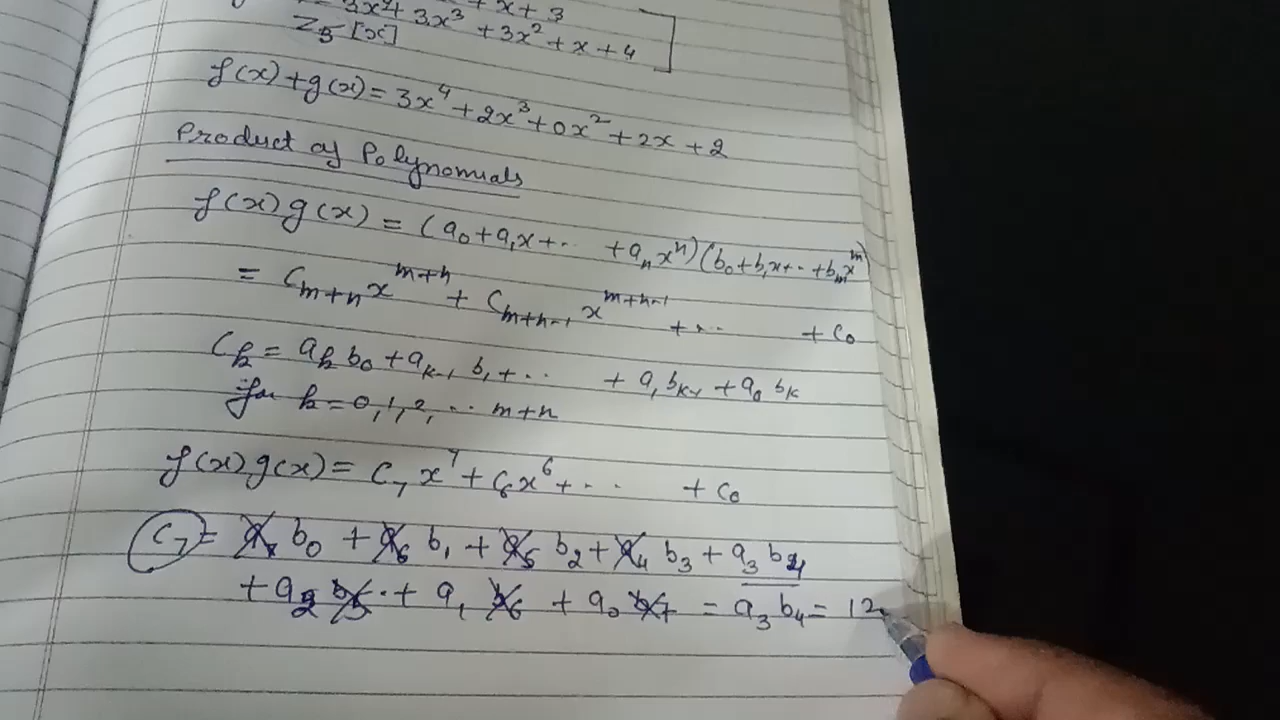 + x + 3
3x⁴ + 3x³ + 3x² + x + 4
Z₅[x]
f(x)+g(x) = 3x⁴ + 2x³ + 0x² + 2x + 2
Product of Polynomials
f(x) g(x) = (a₀+a₁x+ ·· + aₙxⁿ) (b₀+b₁x+ ·· +bₘxᵐ)
= Cₘ₊ₙ xᵐ⁺ⁿ + Cₘ₊ₙ₋₁ xᵐ⁺ⁿ⁻¹ + ·· + C₀
Cₖ = aₖ b₀ + aₖ₋₁ b₁ + ·· + a₁ bₖ₋₁ + a₀ bₖ
for k = 0, 1, 2, ·· m+n
f(x) g(x) = C₇ x⁷ + C₆ x⁶ + ·· + C₀
C₇ = a₇ b₀ + a₆ b₁ + a₅ b₂ + a₄ b₃ + a₃ b₄
+ a₂ b₅ + a₁ b₆ + a₀ b₇ = a₃ b₄ = 12